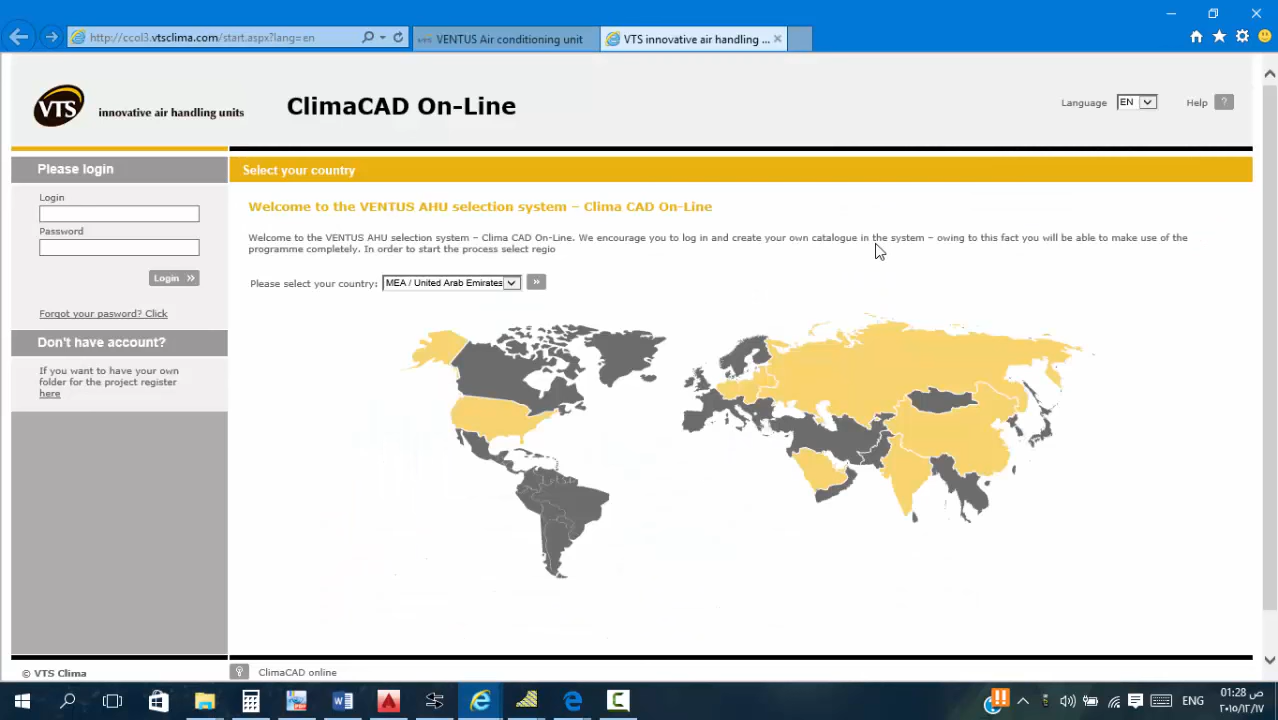 http://ccol3.vtsclima.com/start.aspx?lang=en
VENTUS Air conditioning unit
VTS innovative air handling ...
VTS
innovative air handling units
ClimaCAD On-Line
Language
EN
Help
?
Please login
Login
Password
Login »
Forgot your pasword? Click
Don't have account?
If you want to have your own
folder for the project register
here
Select your country
Welcome to the VENTUS AHU selection system – Clima CAD On-Line
Welcome to the VENTUS AHU selection system – Clima CAD On-Line. We encourage you to log in and create your own catalogue in the system – owing to this fact you will be able to make use of the
programme completely. In order to start the process select regio
Please select your country:
MEA / United Arab Emirates
»
© VTS Clima
ClimaCAD online
ENG
01:28 ص
٢٠١٥/١٢/١٧